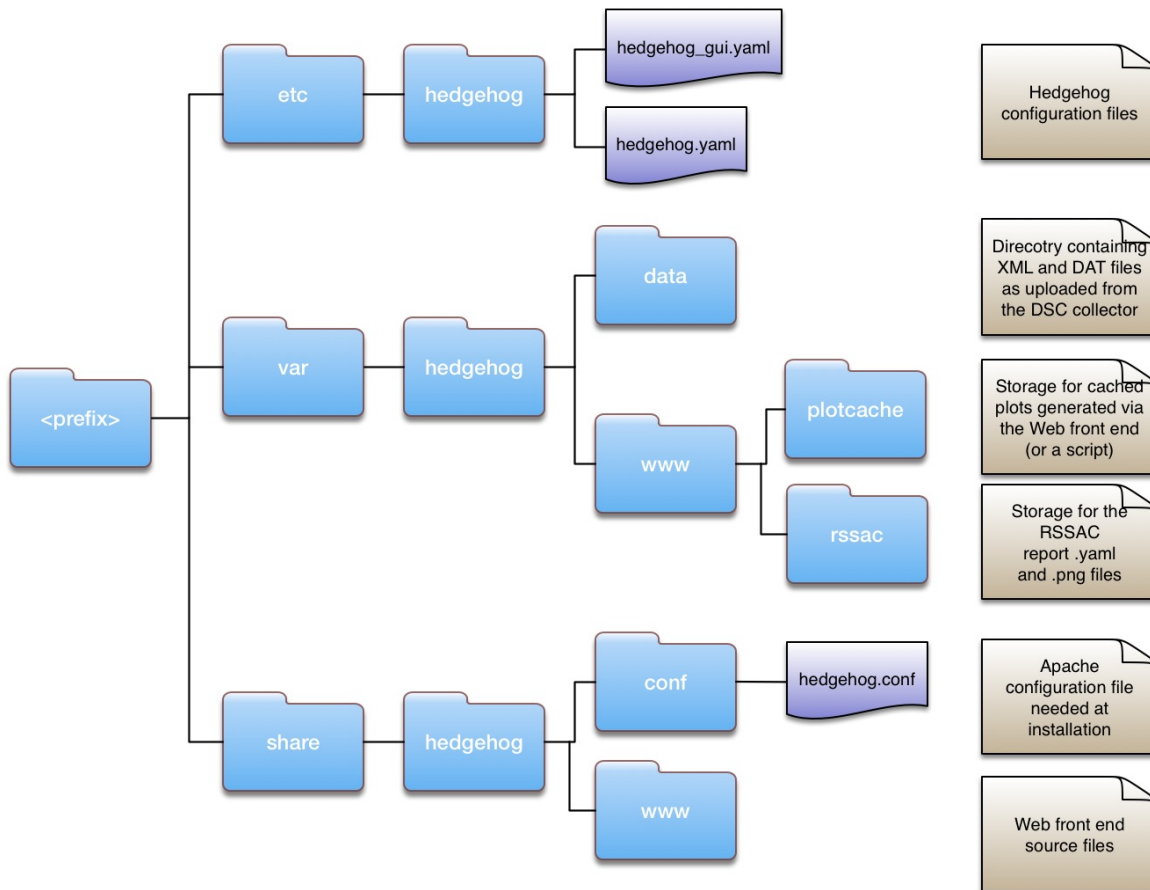 hedgehog_gui.yaml
etc
hedgehog
hedgehog.yaml
Hedgehog
configuration files
data
Direcotry containing
XML and DAT files
as uploaded from
the DSC collector
<prefix>
var
hedgehog
www
plotcache
Storage for cached
plots generated via
the Web front end
(or a script)
rssac
Storage for the
RSSAC
report .yaml
and .png files
share
hedgehog
conf
hedgehog.conf
Apache
configuration file
needed at
installation
www
Web front end
source files